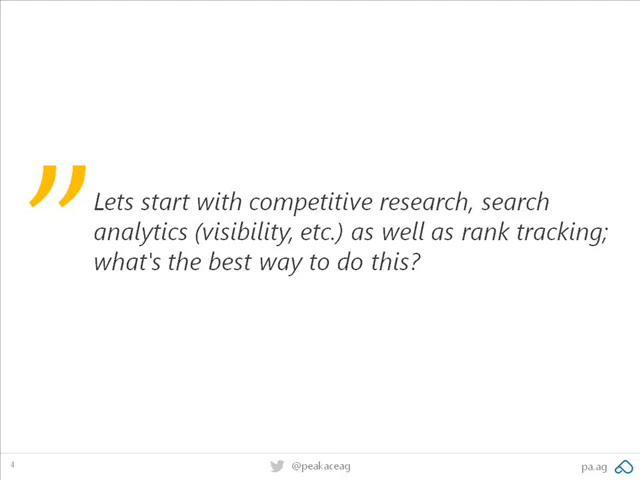 ”
Lets start with competitive research, search
analytics (visibility, etc.) as well as rank tracking;
what's the best way to do this?
4
@peakaceag
pa.ag